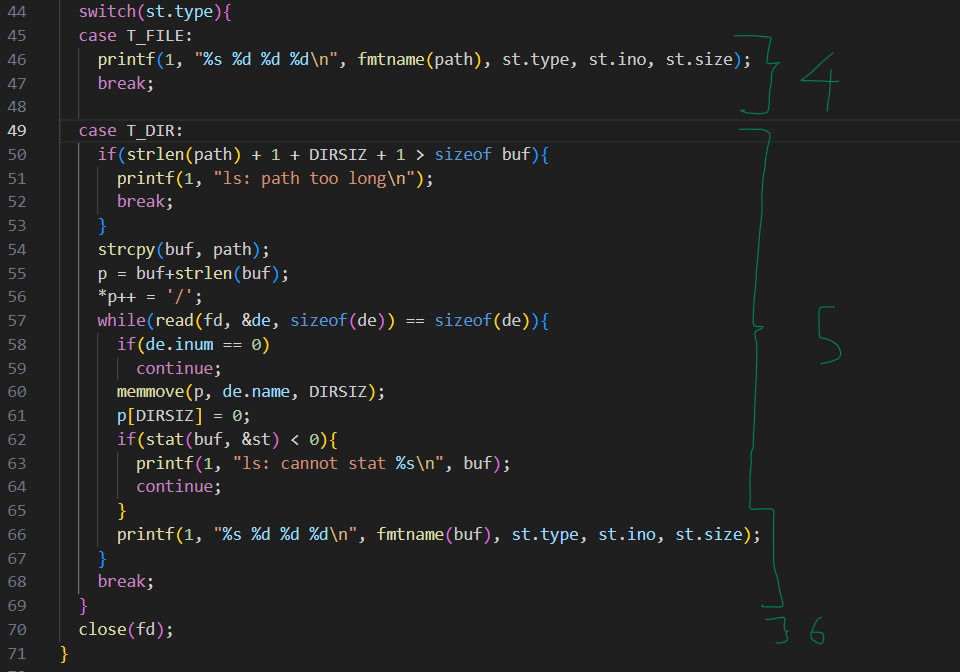 44 switch(st.type){
45 case T_FILE:
46 printf(1, "%s %d %d %d\n", fmtname(path), st.type, st.ino, st.size);
47 break;
48
49 case T_DIR:
50 if(strlen(path) + 1 + DIRSIZ + 1 > sizeof buf){
51 printf(1, "ls: path too long\n");
52 break;
53 }
54 strcpy(buf, path);
55 p = buf+strlen(buf);
56 *p++ = '/';
57 while(read(fd, &de, sizeof(de)) == sizeof(de)){
58 if(de.inum == 0)
59 continue;
60 memmove(p, de.name, DIRSIZ);
61 p[DIRSIZ] = 0;
62 if(stat(buf, &st) < 0){
63 printf(1, "ls: cannot stat %s\n", buf);
64 continue;
65 }
66 printf(1, "%s %d %d %d\n", fmtname(buf), st.type, st.ino, st.size);
67 }
68 break;
69 }
70 close(fd);
71 }
4
5
6